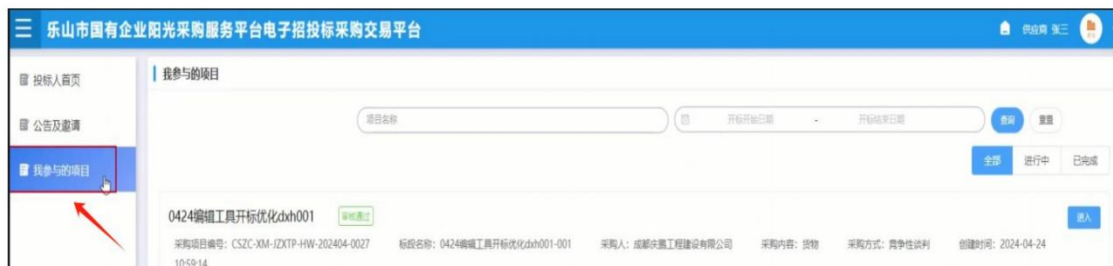 乐山市国有企业阳光采购服务平台电子招投标采购交易平台
供应商 张三
投标人首页
公告及邀请
我参与的项目
我参与的项目
项目名称
开标开始日期 - 开标结束日期
查询 重置
全部 进行中 已完成
0424编辑工具开标优化dxh001 审核通过
进入
采购项目编号：CSZC-XM-JZXTP-HW-202404-0027 标段名称：0424编辑工具开标优化dxh001-001 采购人：成都庆鹏工程建设有限公司 采购内容：货物 采购方式：竞争性谈判 创建时间：2024-04-24
10:59:14